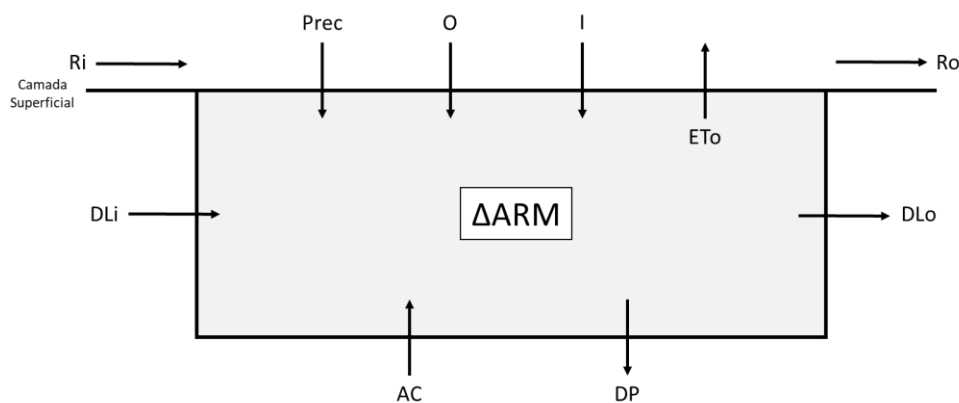 Prec
O
I
Ri
Ro
Camada
Superficial
ETo
DLi
ΔARM
DLo
AC
DP